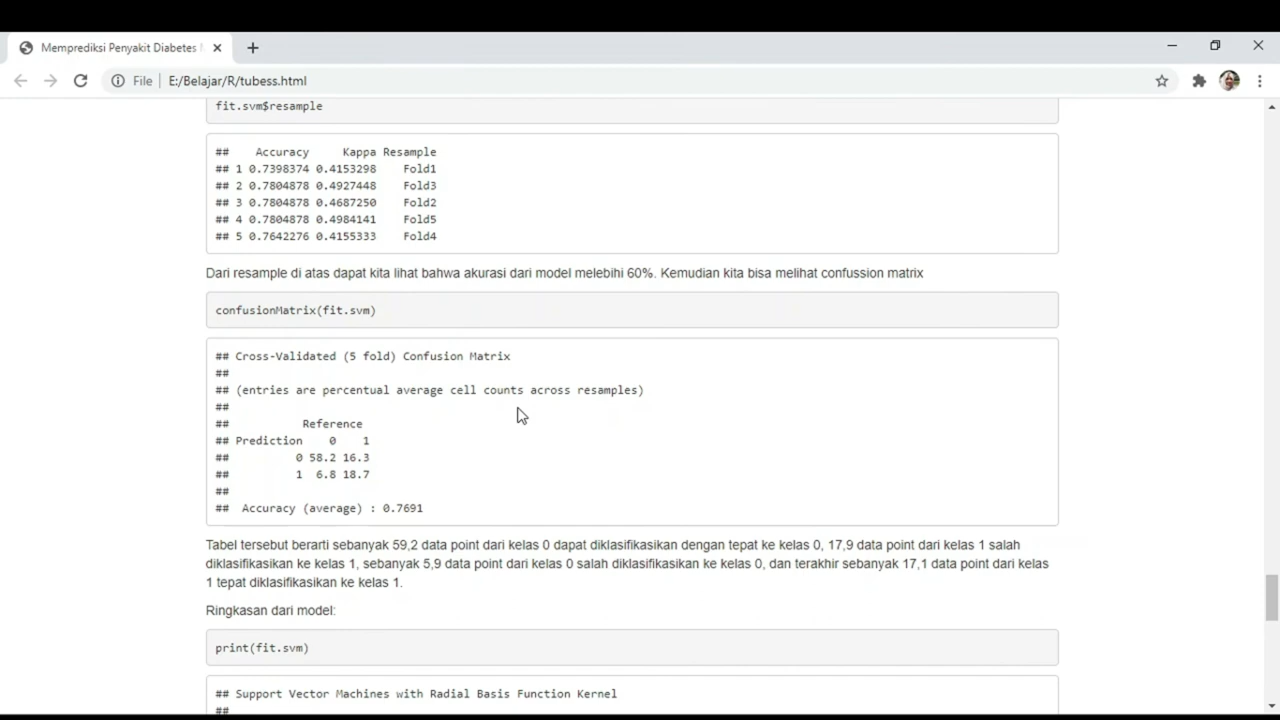 Memprediksi Penyakit Diabetes
File E:/Belajar/R/tubess.html
fit.svm$resample
## Accuracy Kappa Resample
## 1 0.7398374 0.4153298 Fold1
## 2 0.7804878 0.4927448 Fold3
## 3 0.7804878 0.4687250 Fold2
## 4 0.7804878 0.4984141 Fold5
## 5 0.7642276 0.4155333 Fold4
Dari resample di atas dapat kita lihat bahwa akurasi dari model melebihi 60%. Kemudian kita bisa melihat confussion matrix
confusionMatrix(fit.svm)
## Cross-Validated (5 fold) Confusion Matrix
##
## (entries are percentual average cell counts across resamples)
##
## Reference
## Prediction 0 1
## 0 58.2 16.3
## 1 6.8 18.7
##
## Accuracy (average) : 0.7691
Tabel tersebut berarti sebanyak 59,2 data point dari kelas 0 dapat diklasifikasikan dengan tepat ke kelas 0, 17,9 data point dari kelas 1 salah
diklasifikasikan ke kelas 1, sebanyak 5,9 data point dari kelas 0 salah diklasifikasikan ke kelas 0, dan terakhir sebanyak 17,1 data point dari kelas
1 tepat diklasifikasikan ke kelas 1.
Ringkasan dari model:
print(fit.svm)
## Support Vector Machines with Radial Basis Function Kernel
##